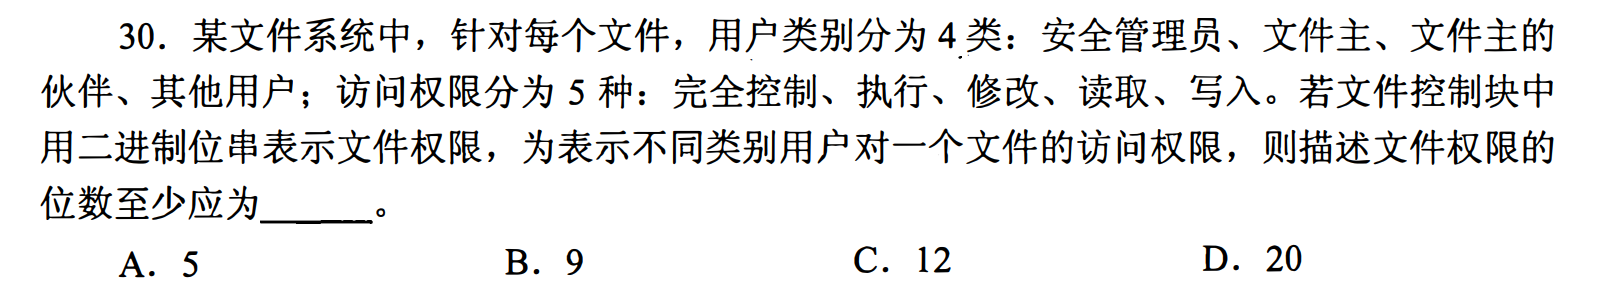 30．某文件系统中，针对每个文件，用户类别分为 4 类：安全管理员、文件主、文件主的
伙伴、其他用户；访问权限分为 5 种：完全控制、执行、修改、读取、写入。若文件控制块中
用二进制位串表示文件权限，为表示不同类别用户对一个文件的访问权限，则描述文件权限的
位数至少应为______。
A．5 B．9 C．12 D．20